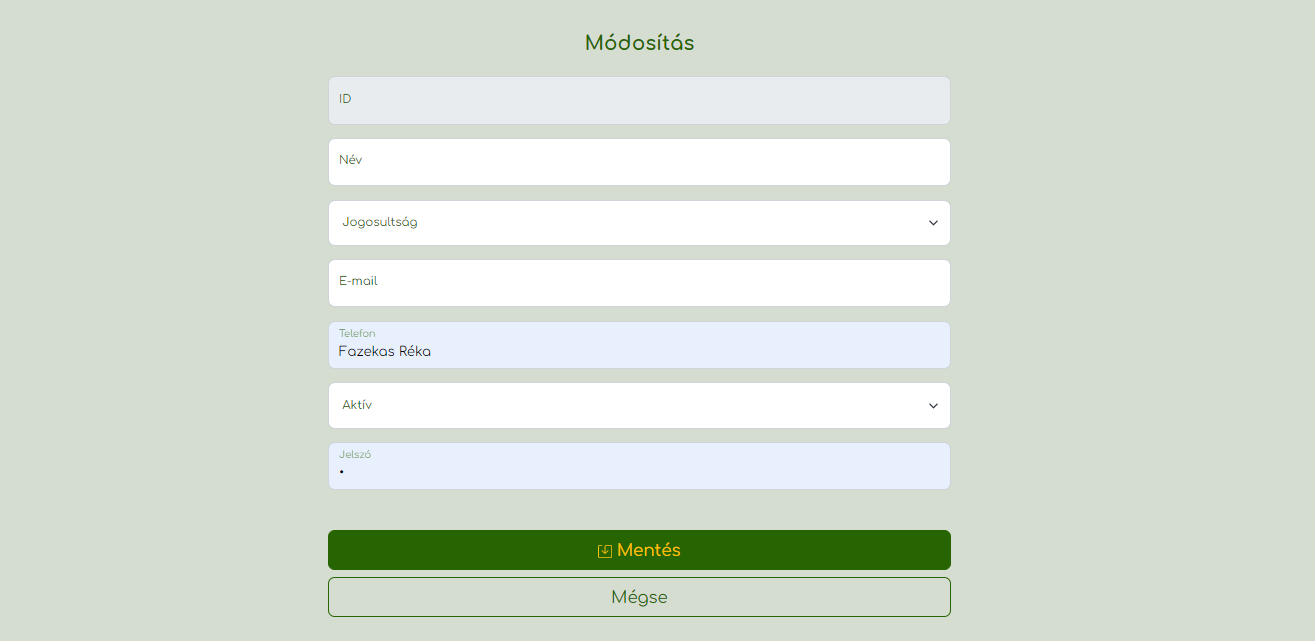 Módosítás
ID
Név
Jogosultság
E-mail
Telefon
Fazekas Réka
Aktív
Jelszó
•
Mentés
Mégse